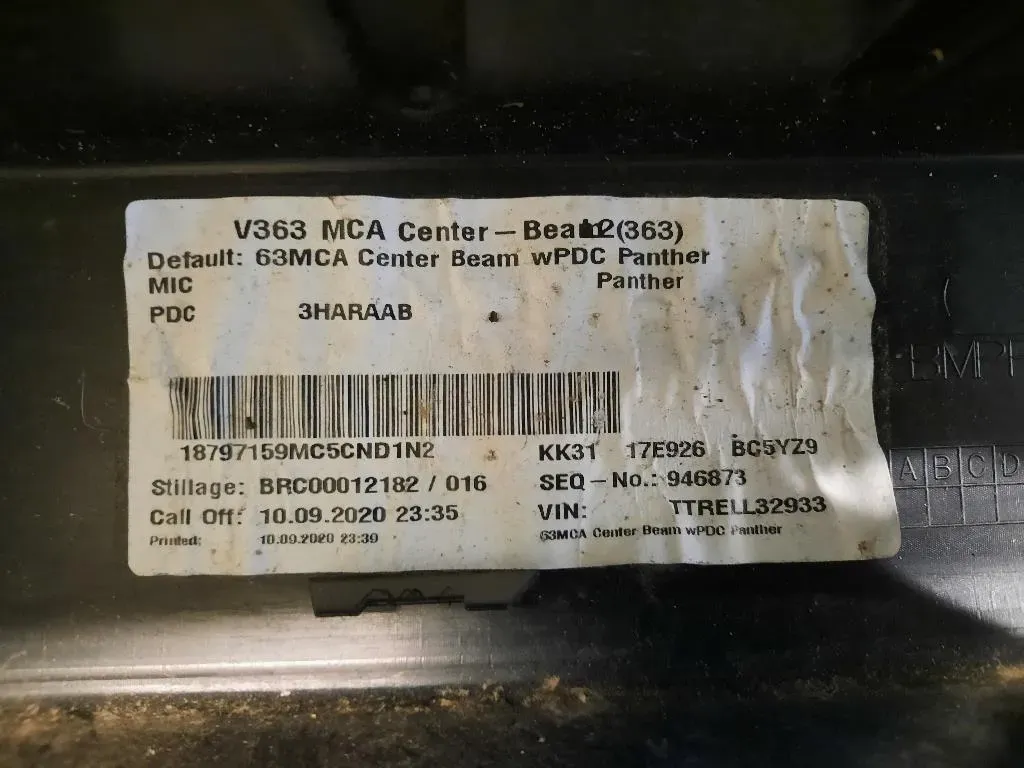 V363 MCA Center-Beam2(363)
Default: 63MCA Center Beam wPDC Panther
MIC Panther
PDC 3HARAAB
18797159MC5CND1N2 KK31 17E926 BC5YZ9
Stillage: BRC00012182 / 016 SEQ-No.: 946873
Call Off: 10.09.2020 23:35 VIN: TTRELL32933
Printed: 10.09.2020 23:39 63MCA Center Beam wPDC Panther
A B C D